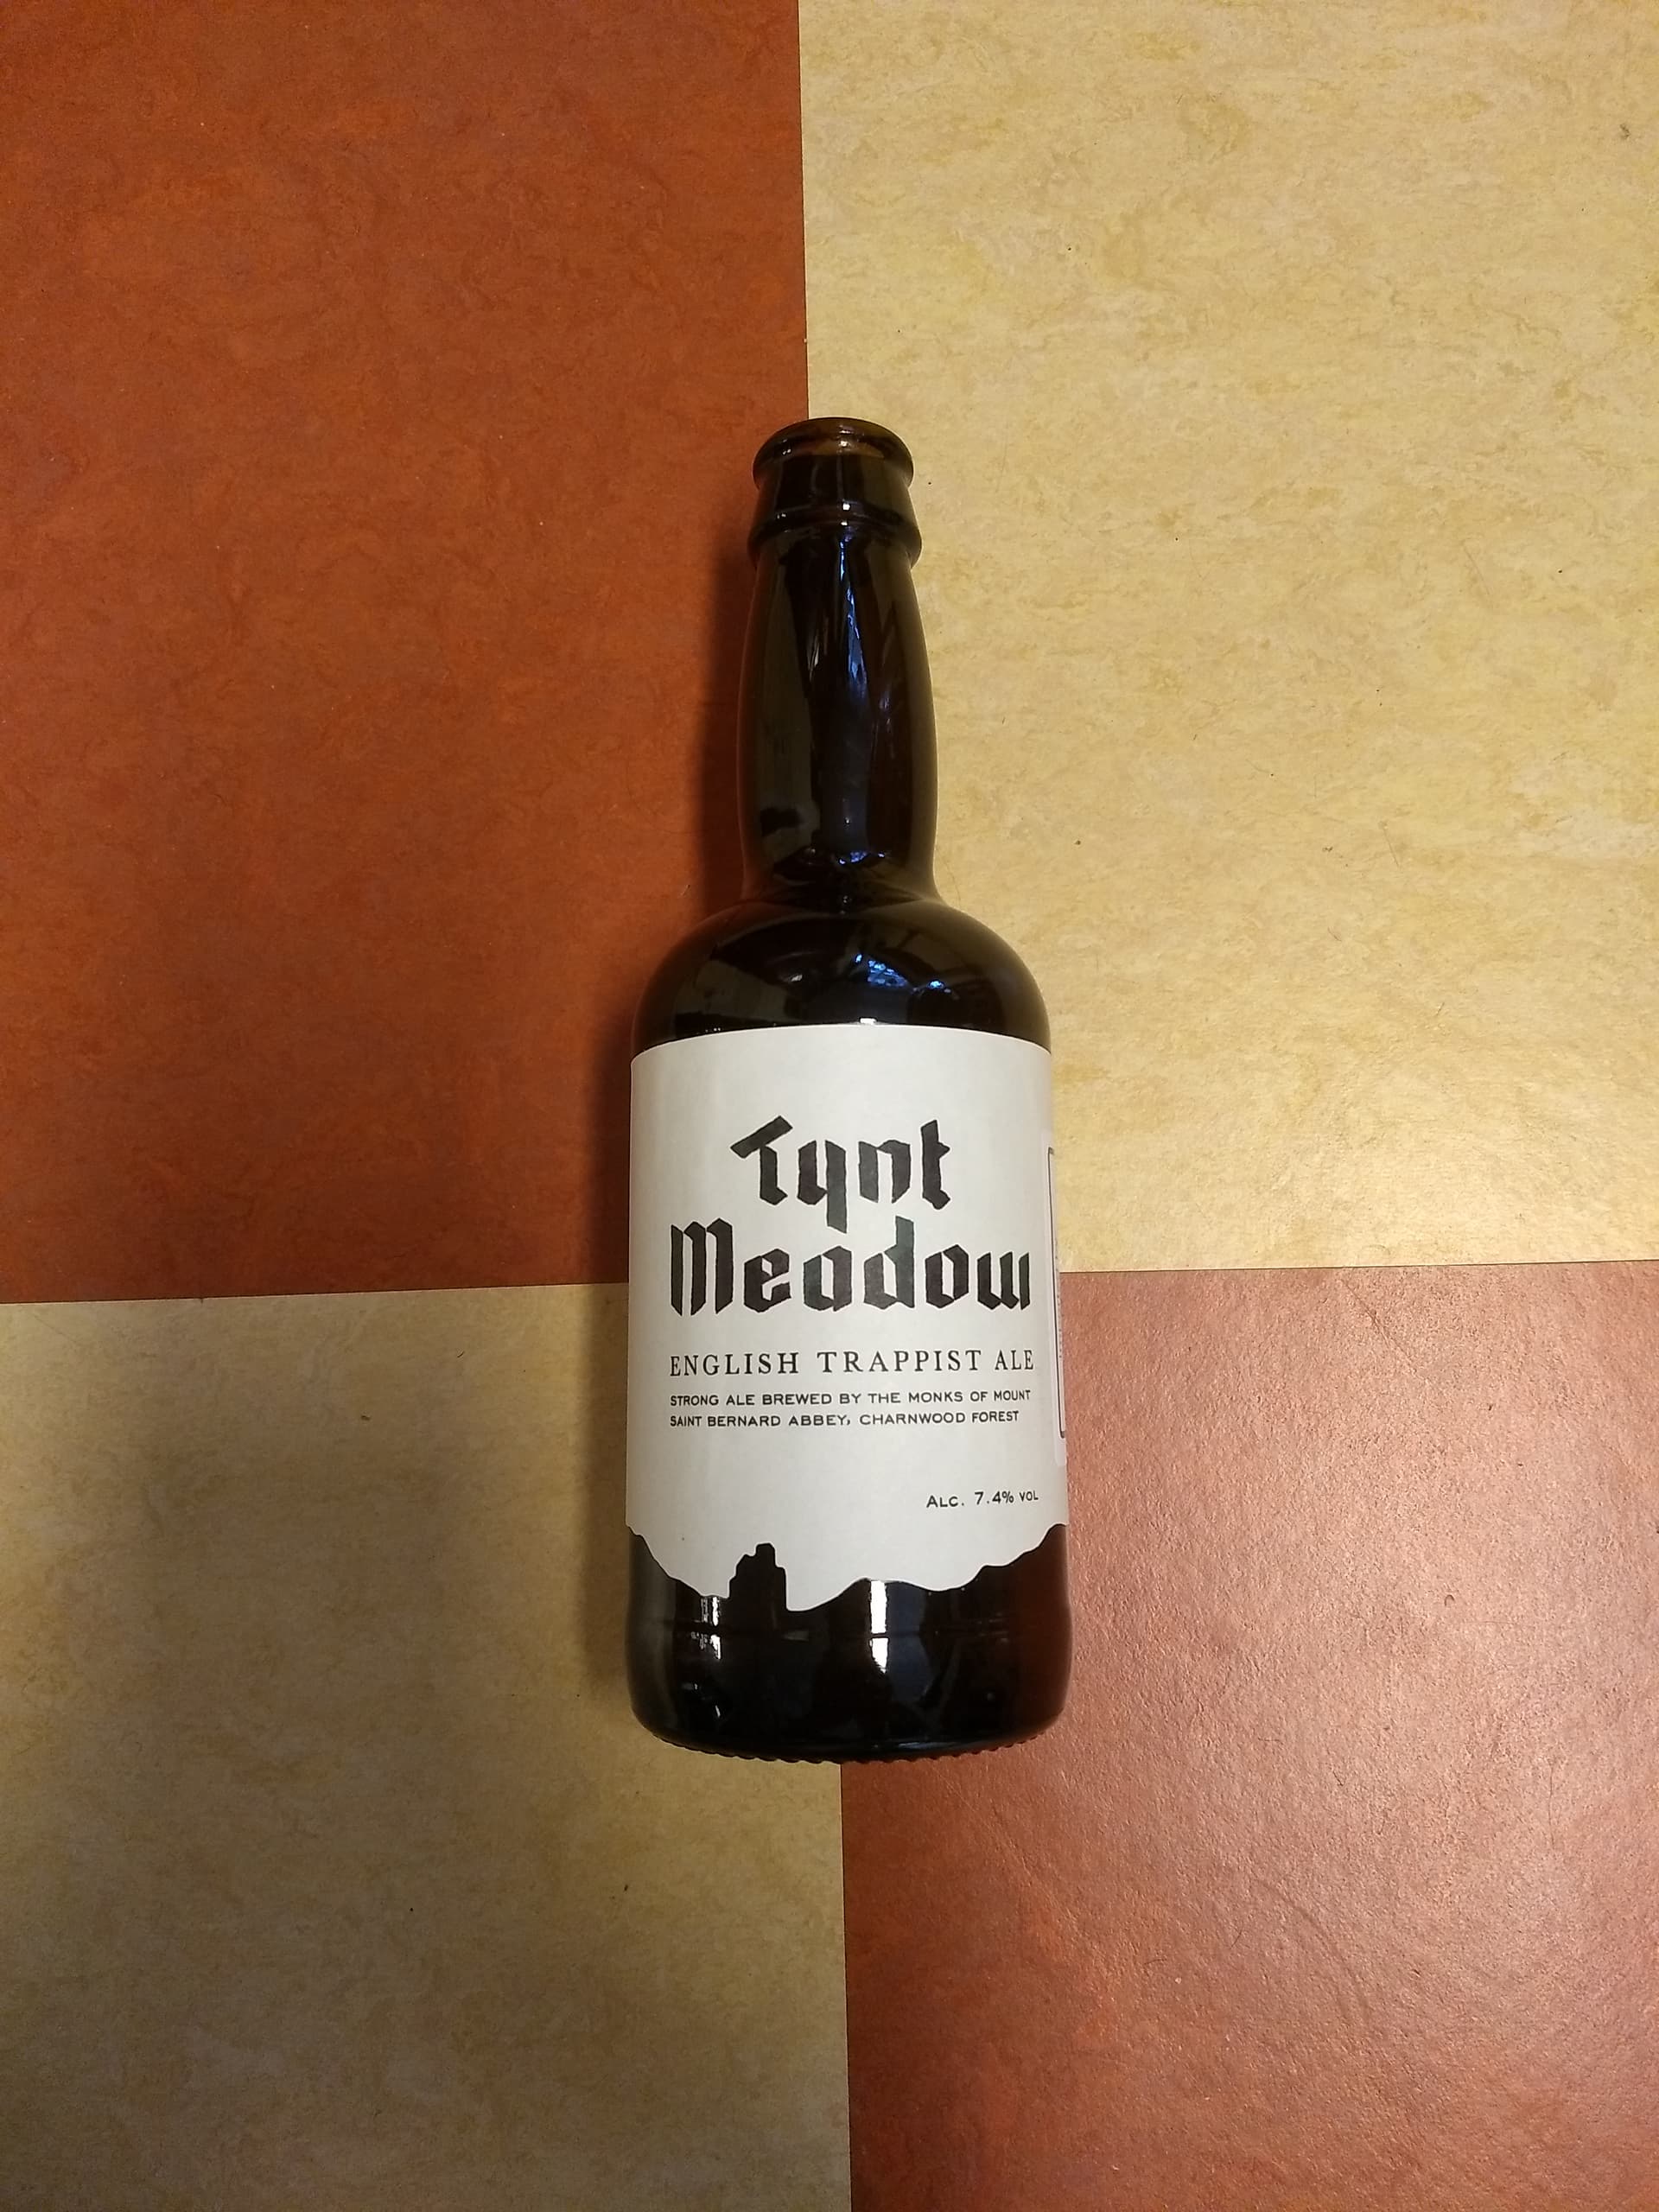 Tynt
Meadow
ENGLISH TRAPPIST ALE
STRONG ALE BREWED BY THE MONKS OF MOUNT
SAINT BERNARD ABBEY, CHARNWOOD FOREST
ALC. 7.4% VOL